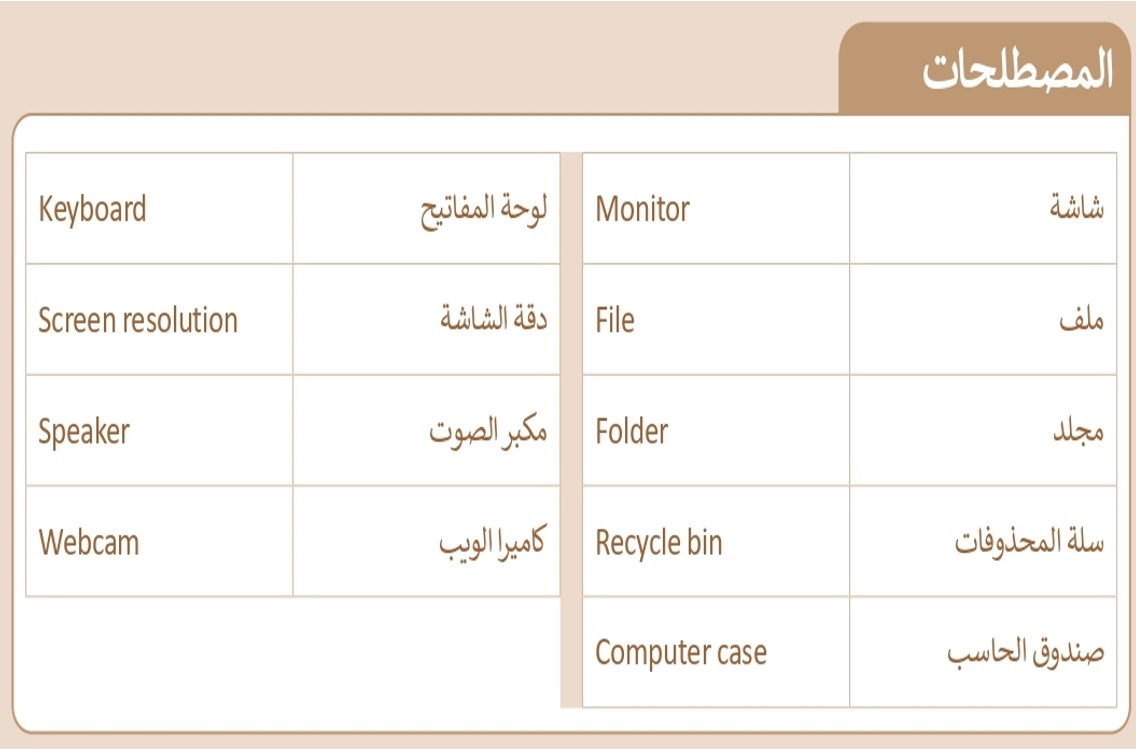 المصطلحات
شاشة Monitor
ملف File
مجلد Folder
سلة المحذوفات Recycle bin
صندوق الحاسب Computer case
لوحة المفاتيح Keyboard
دقة الشاشة Screen resolution
مكبر الصوت Speaker
كاميرا الويب Webcam